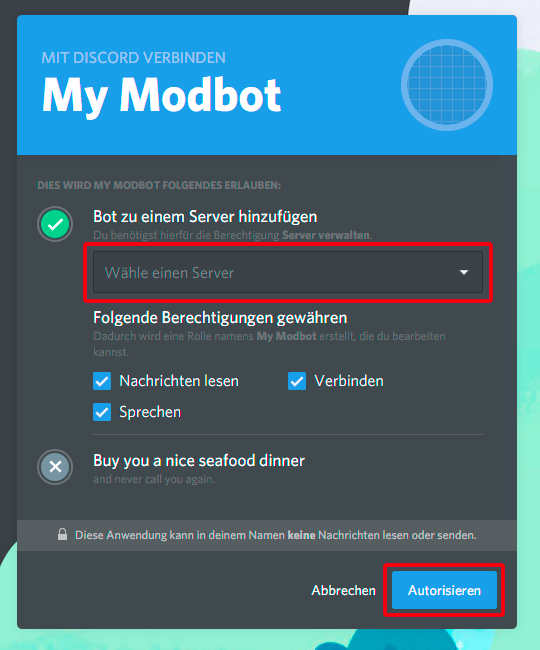 MIT DISCORD VERBINDEN
My Modbot
DIES WIRD MY MODBOT FOLGENDES ERLAUBEN:
Bot zu einem Server hinzufügen
Du benötigst hierfür die Berechtigung Server verwalten.
Wähle einen Server
Folgende Berechtigungen gewähren
Dadurch wird eine Rolle namens My Modbot erstellt, die du bearbeiten
kannst.
Nachrichten lesen Verbinden
Sprechen
Buy you a nice seafood dinner
and never call you again.
Diese Anwendung kann in deinem Namen keine Nachrichten lesen oder senden.
Abbrechen Autorisieren